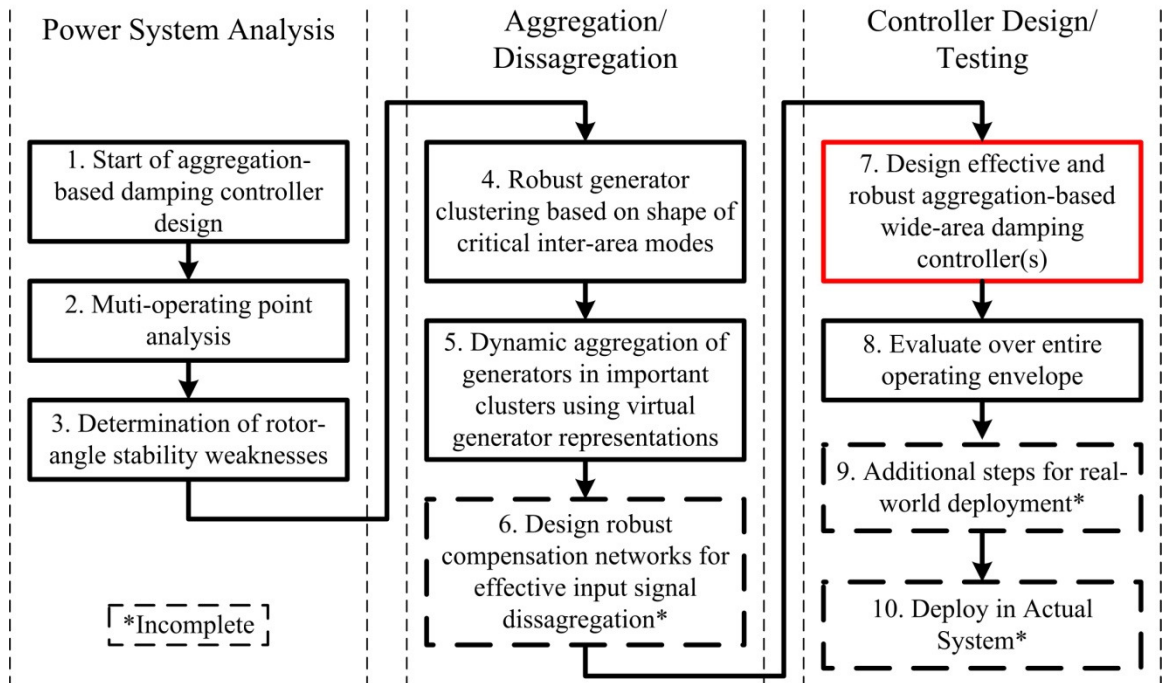 Power System Analysis
1. Start of aggregation-
based damping controller
design
2. Muti-operating point
analysis
3. Determination of rotor-
angle stability weaknesses
*Incomplete
Aggregation/
Dissagregation
4. Robust generator
clustering based on shape of
critical inter-area modes
5. Dynamic aggregation of
generators in important
clusters using virtual
generator representations
6. Design robust
compensation networks for
effective input signal
dissagregation*
Controller Design/
Testing
7. Design effective and
robust aggregation-based
wide-area damping
controller(s)
8. Evaluate over entire
operating envelope
9. Additional steps for real-
world deployment*
10. Deploy in Actual
System*